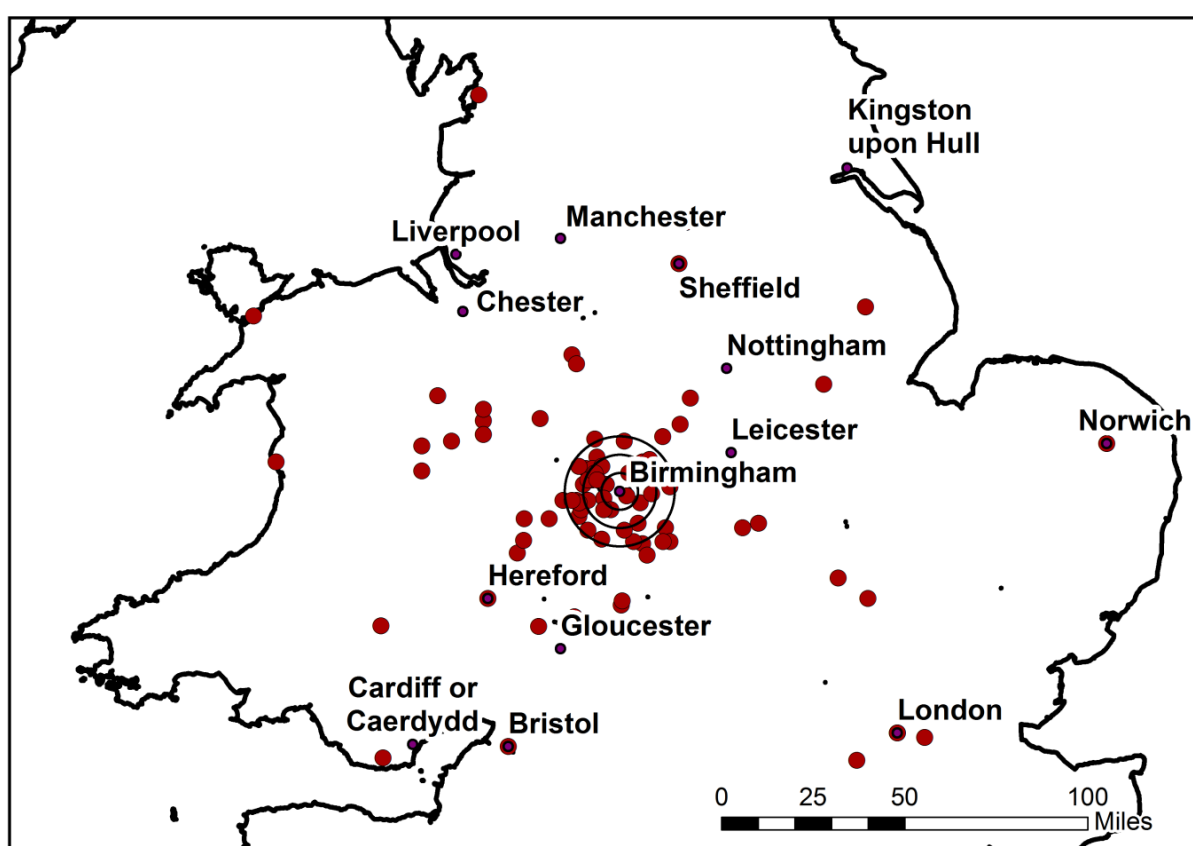 Kingston
upon Hull
Manchester
Liverpool
Sheffield
Chester
Nottingham
Norwich
Leicester
Birmingham
Hereford
Gloucester
Cardiff or
Caerdydd
Bristol
London
0 25 50 100
Miles